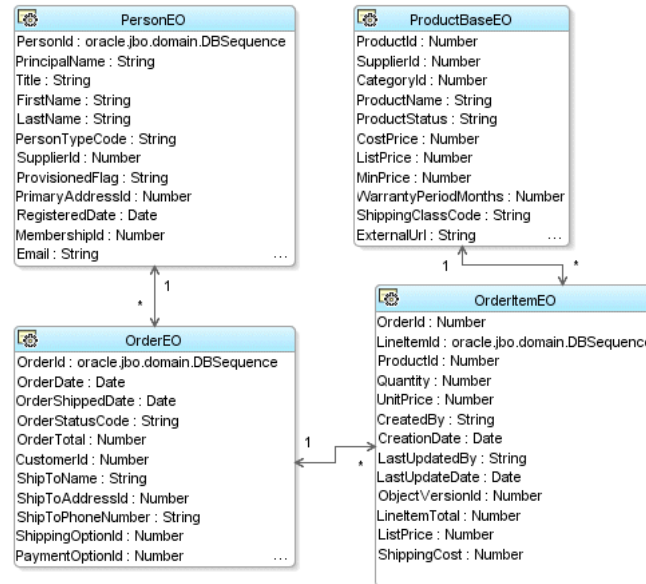 PersonEO
PersonId : oracle.jbo.domain.DBSequence
PrincipalName : String
Title : String
FirstName : String
LastName : String
PersonTypeCode : String
SupplierId : Number
ProvisionedFlag : String
PrimaryAddressId : Number
RegisteredDate : Date
MembershipId : Number
Email : String
...
ProductBaseEO
ProductId : Number
SupplierId : Number
CategoryId : Number
ProductName : String
ProductStatus : String
CostPrice : Number
ListPrice : Number
MinPrice : Number
WarrantyPeriodMonths : Number
ShippingClassCode : String
ExternalUrl : String
...
1
*
1
*
OrderEO
OrderId : oracle.jbo.domain.DBSequence
OrderDate : Date
OrderShippedDate : Date
OrderStatusCode : String
OrderTotal : Number
CustomerId : Number
ShipToName : String
ShipToAddressId : Number
ShipToPhoneNumber : String
ShippingOptionId : Number
PaymentOptionId : Number
...
1
*
OrderItemEO
OrderId : Number
LineItemId : oracle.jbo.domain.DBSequence
ProductId : Number
Quantity : Number
UnitPrice : Number
CreatedBy : String
CreationDate : Date
LastUpdatedBy : String
LastUpdateDate : Date
ObjectVersionId : Number
LineItemTotal : Number
ListPrice : Number
ShippingCost : Number